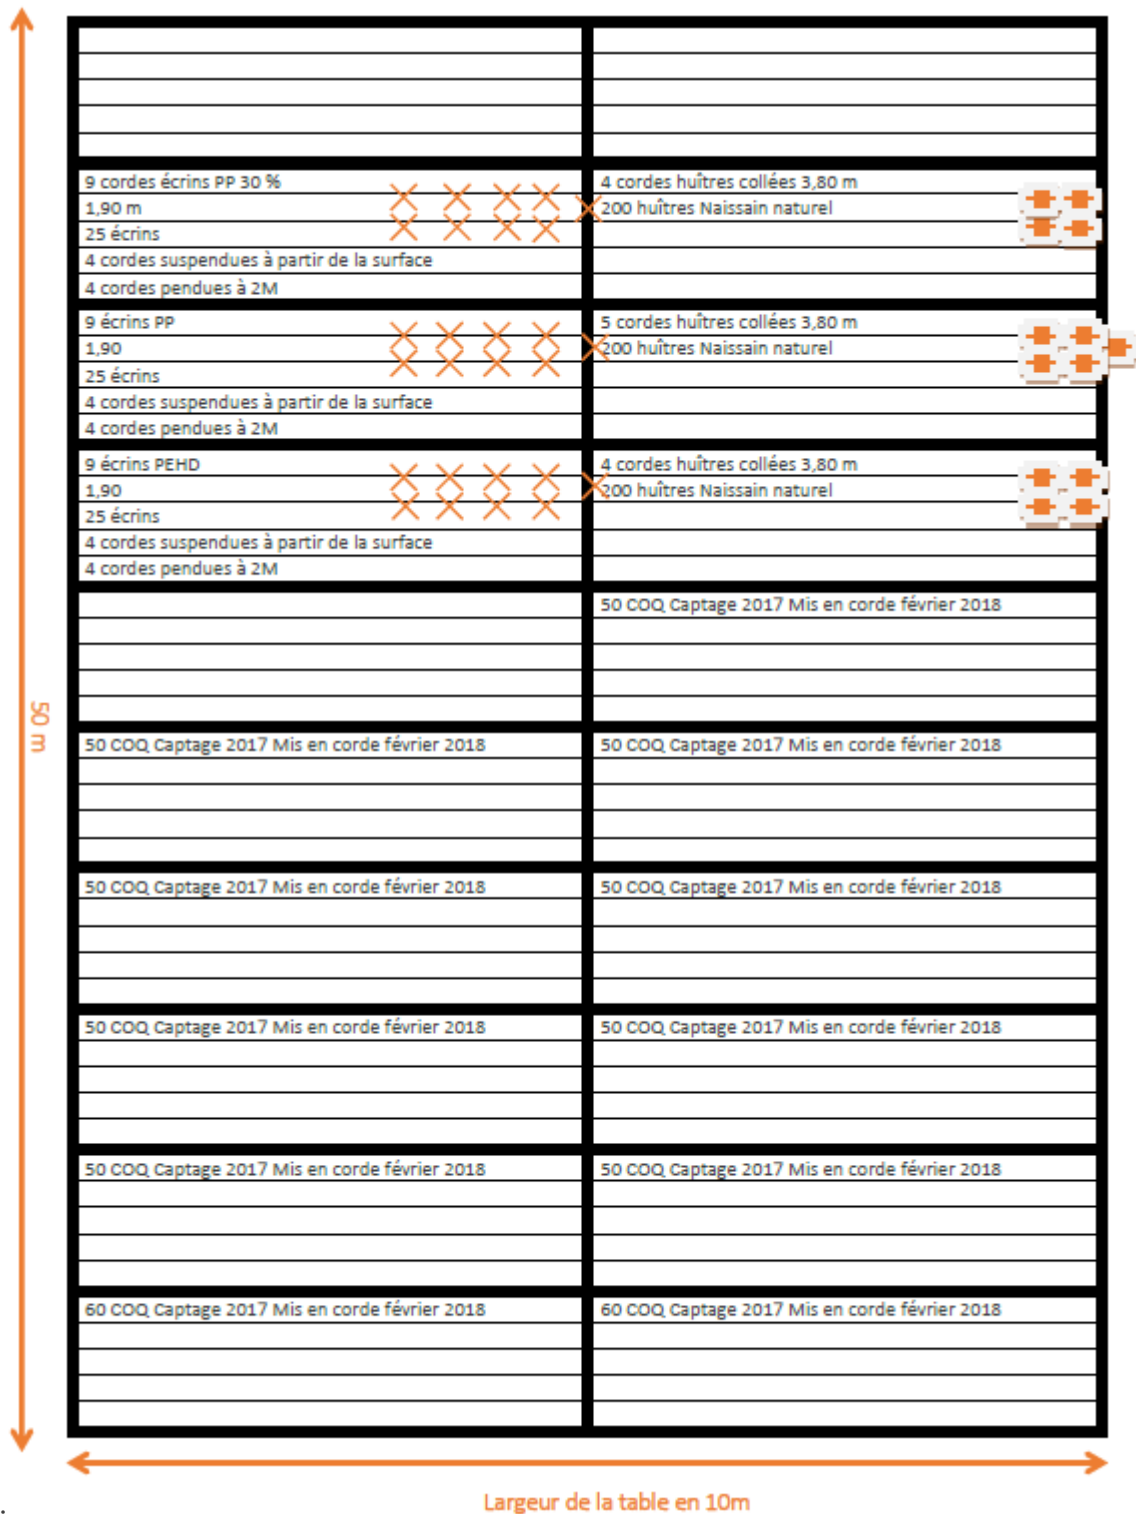 9 cordes écrins PP 30 %
1,90 m
25 écrins
4 cordes suspendues à partir de la surface
4 cordes pendues à 2M
4 cordes huîtres collées 3,80 m
200 huîtres Naissain naturel
9 écrins PP
1,90
25 écrins
4 cordes suspendues à partir de la surface
4 cordes pendues à 2M
5 cordes huîtres collées 3,80 m
200 huîtres Naissain naturel
9 écrins PEHD
1,90
25 écrins
4 cordes suspendues à partir de la surface
4 cordes pendues à 2M
4 cordes huîtres collées 3,80 m
200 huîtres Naissain naturel
50 COQ Captage 2017 Mis en corde février 2018
50 m
50 COQ Captage 2017 Mis en corde février 2018
50 COQ Captage 2017 Mis en corde février 2018
50 COQ Captage 2017 Mis en corde février 2018
50 COQ Captage 2017 Mis en corde février 2018
50 COQ Captage 2017 Mis en corde février 2018
50 COQ Captage 2017 Mis en corde février 2018
50 COQ Captage 2017 Mis en corde février 2018
50 COQ Captage 2017 Mis en corde février 2018
60 COQ Captage 2017 Mis en corde février 2018
60 COQ Captage 2017 Mis en corde février 2018
Largeur de la table en 10m
.